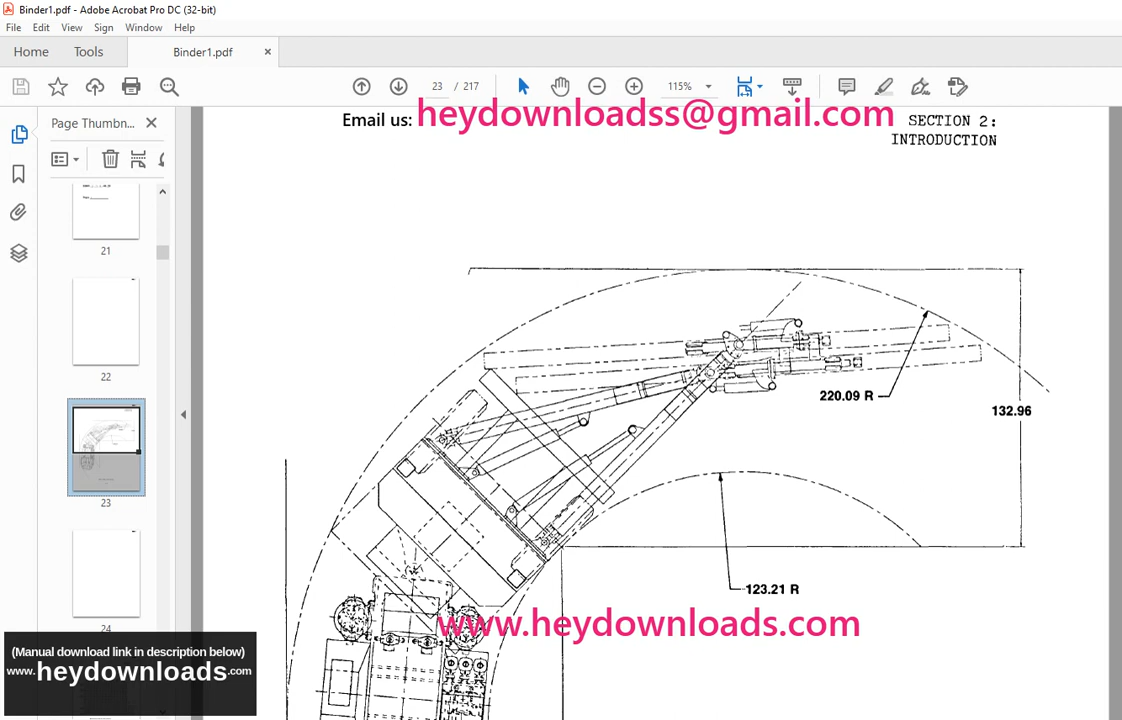 Binder1.pdf - Adobe Acrobat Pro DC (32-bit)
File Edit View Sign Window Help
Home Tools Binder1.pdf ×
23 / 217 115%
Page Thumbn...
Email us: heydownloadss@gmail.com
SECTION 2:
INTRODUCTION
21
22
23
24
220.09 R
132.96
123.21 R
www.heydownloads.com
(Manual download link in description below)
www.heydownloads.com